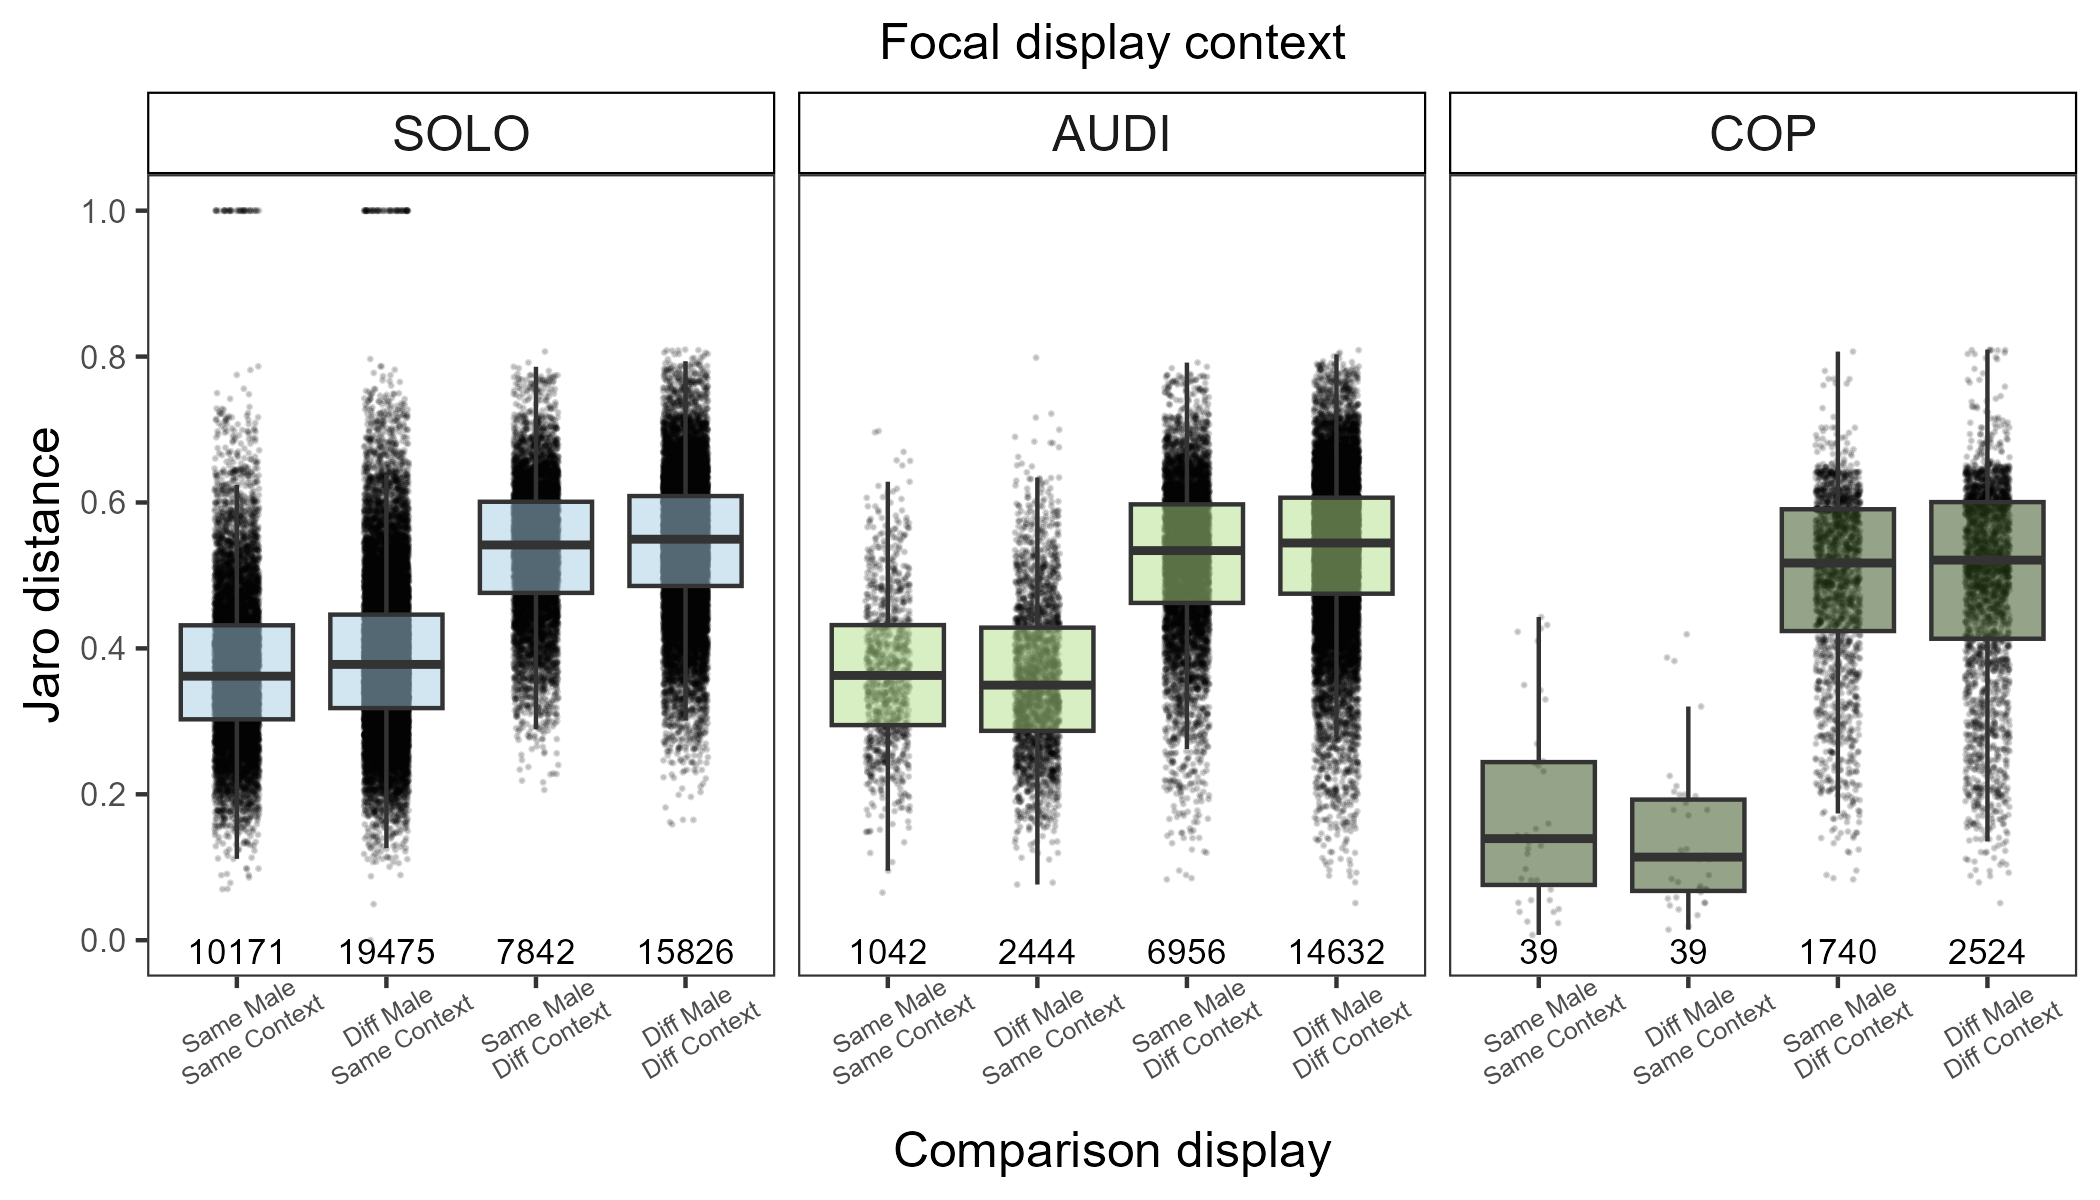 Focal display context
SOLO
AUDI
COP
Jaro distance
1.0
0.8
0.6
0.4
0.2
0.0
10171
19475
7842
15826
1042
2444
6956
14632
39
39
1740
2524
Same Male
Same Context
Diff Male
Same Context
Same Male
Diff Context
Diff Male
Diff Context
Same Male
Same Context
Diff Male
Same Context
Same Male
Diff Context
Diff Male
Diff Context
Same Male
Same Context
Diff Male
Same Context
Same Male
Diff Context
Diff Male
Diff Context
Comparison display